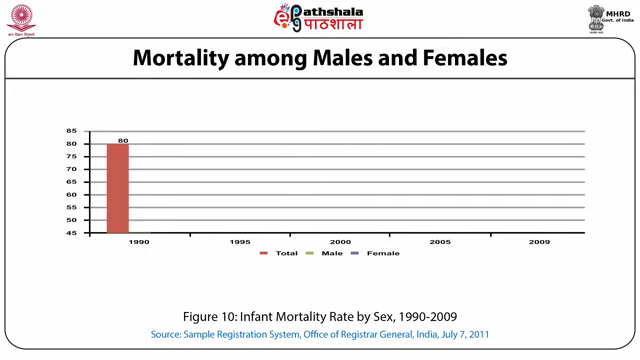 ePathshala
पाठशाला
MHRD
Govt. of India
Mortality among Males and Females
85
80
80
75
70
65
60
55
50
45
1990 1995 2000 2005 2009
Total Male Female
Figure 10: Infant Mortality Rate by Sex, 1990-2009
Source: Sample Registration System, Office of Registrar General, India, July 7, 2011